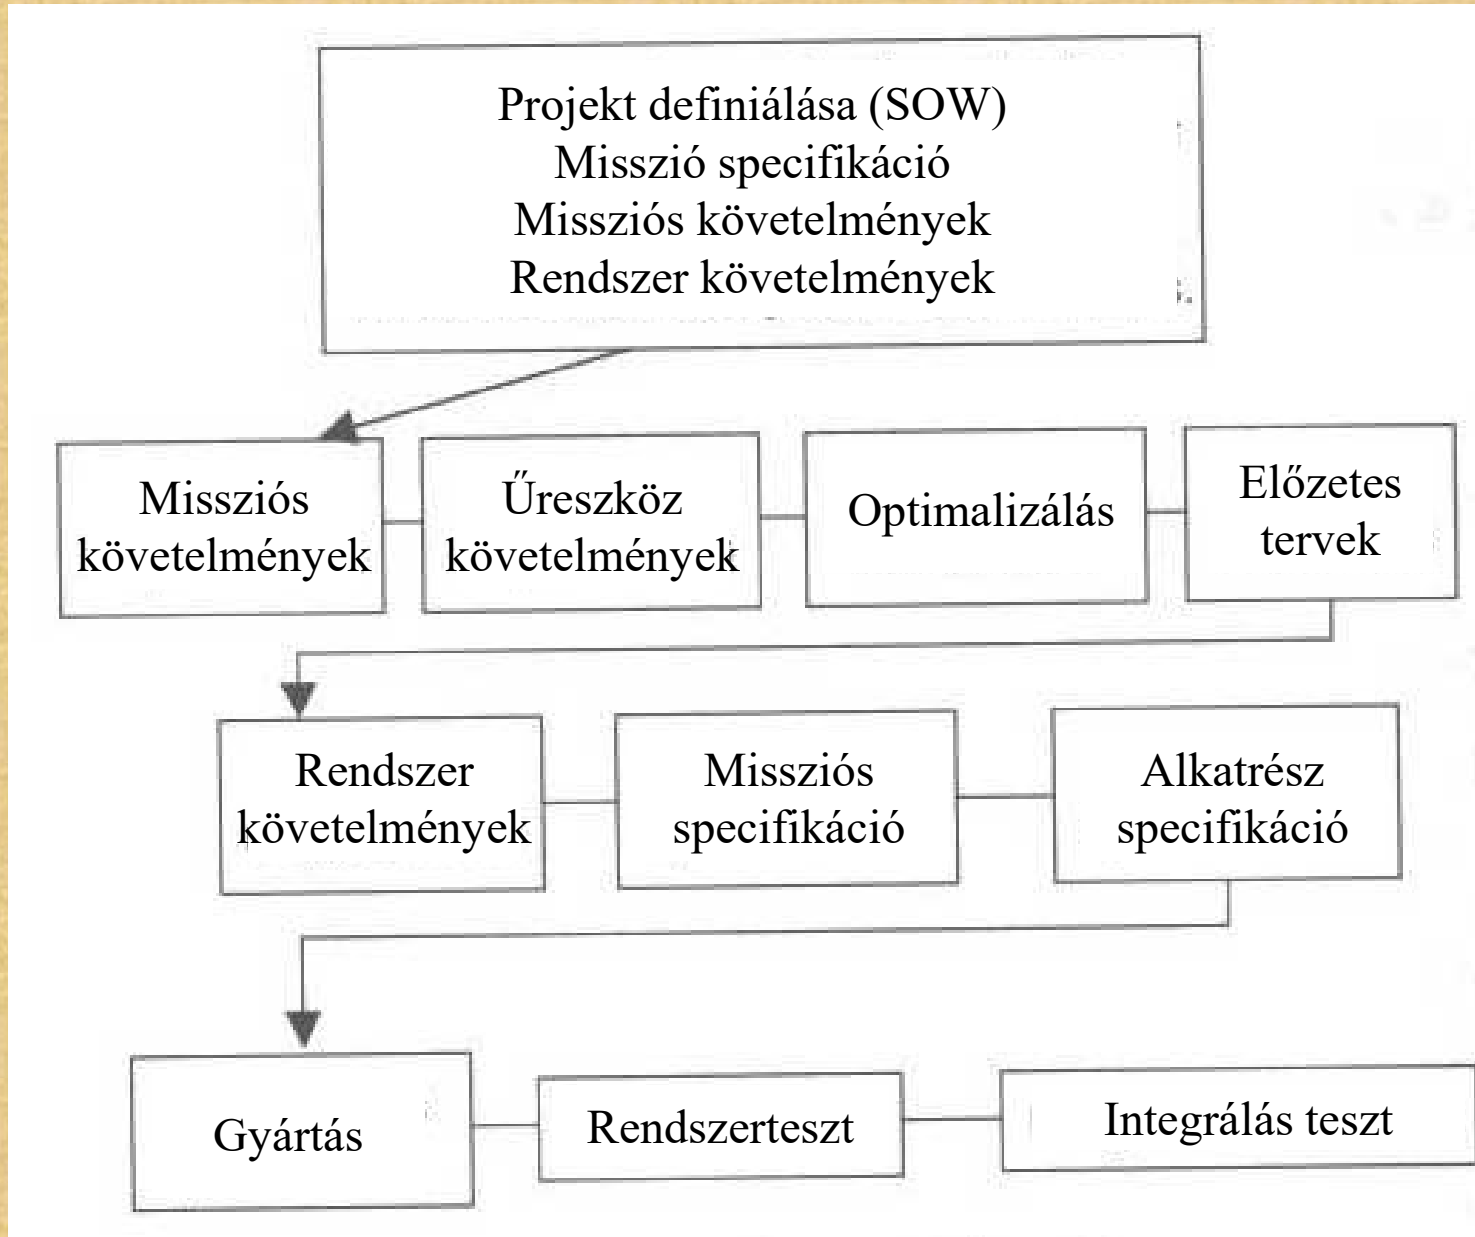 Projekt definiálása (SOW)
Misszió specifikáció
Missziós követelmények
Rendszer követelmények
Missziós
követelmények
Űreszköz
követelmények
Optimalizálás
Előzetes
tervek
Rendszer
követelmények
Missziós
specifikáció
Alkatrész
specifikáció
Gyártás
Rendszerteszt
Integrálás teszt